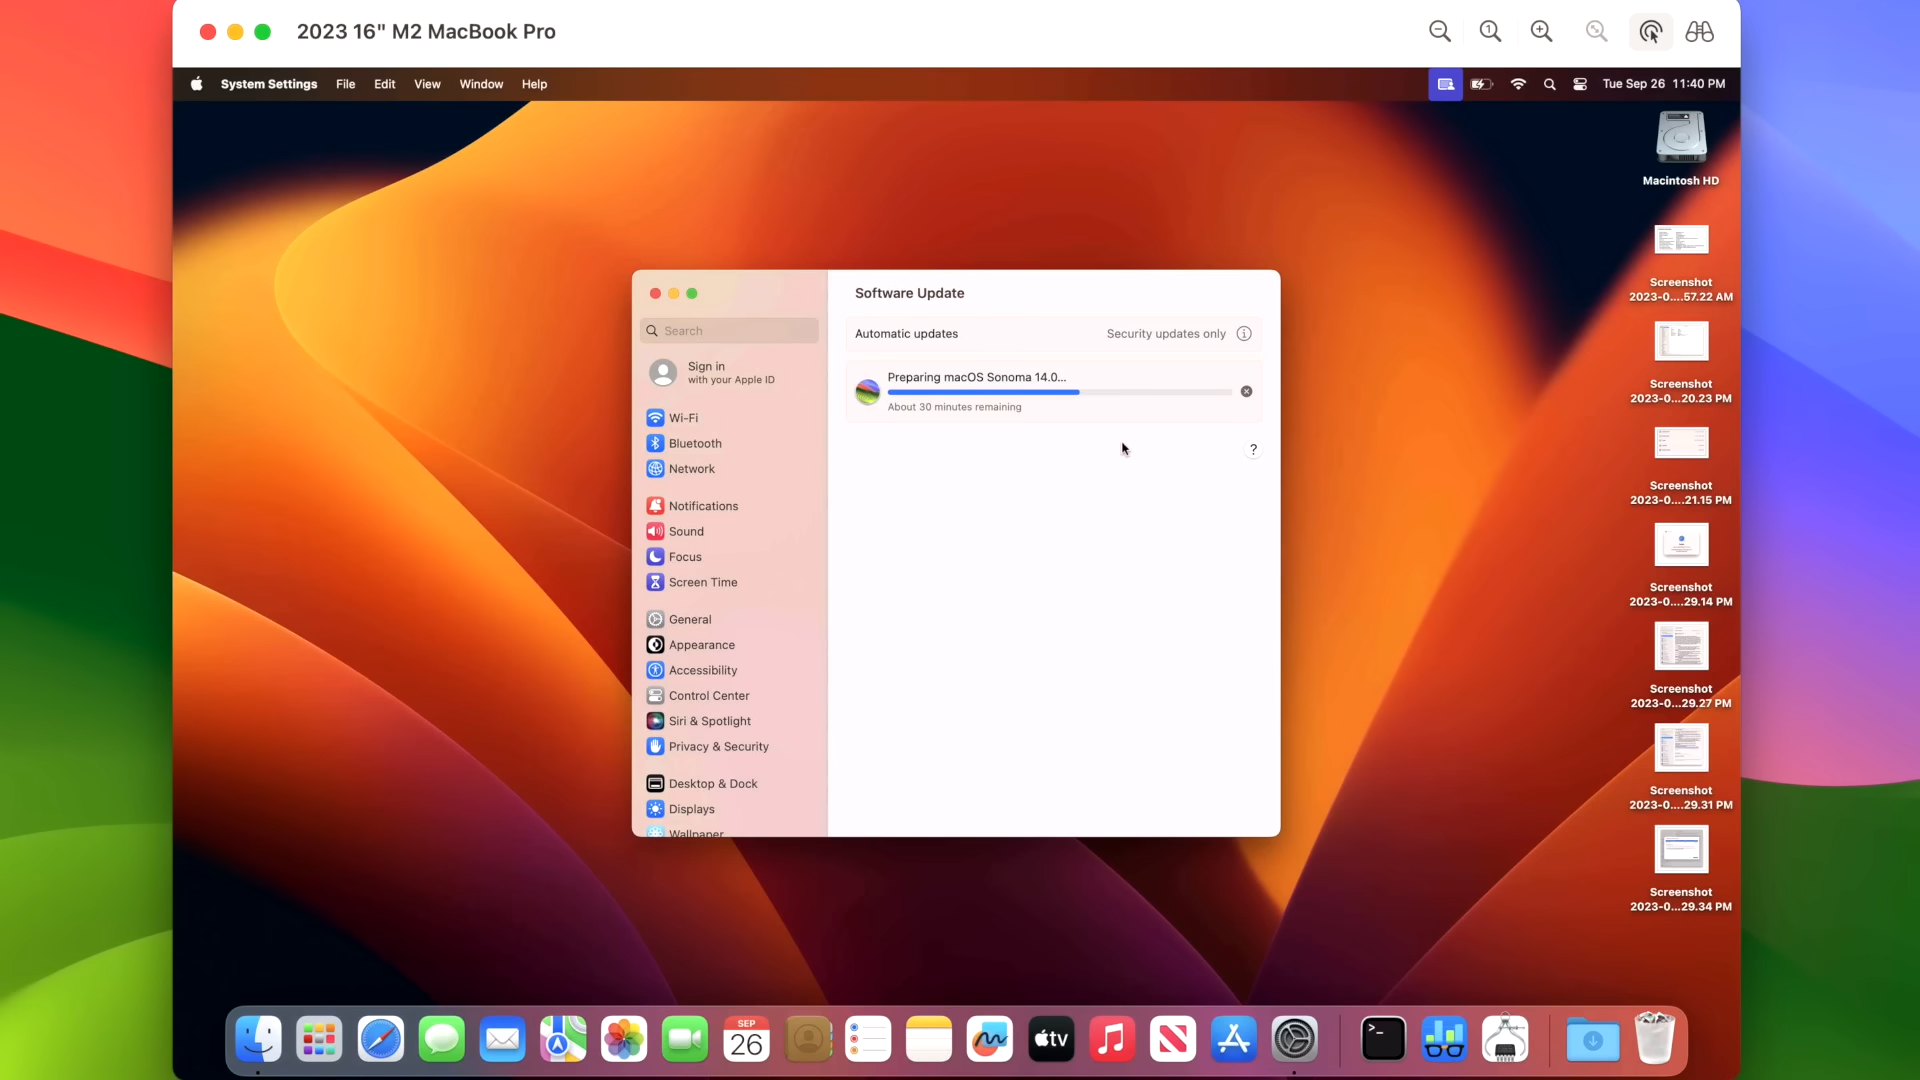 2023 16" M2 MacBook Pro
1
System Settings File Edit View Window Help
Tue Sep 26 11:40 PM
Macintosh HD
Screenshot
2023-0....57.22 AM
Screenshot
2023-0...20.23 PM
Screenshot
2023-0....21.15 PM
Screenshot
2023-0....29.14 PM
Screenshot
2023-0...29.27 PM
Screenshot
2023-0....29.31 PM
Screenshot
2023-0...29.34 PM
Search
Sign in
with your Apple ID
Wi-Fi
Bluetooth
Network
Notifications
Sound
Focus
Screen Time
General
Appearance
Accessibility
Control Center
Siri & Spotlight
Privacy & Security
Desktop & Dock
Displays
Wallpaper
Software Update
Automatic updates Security updates only
Preparing macOS Sonoma 14.0...
About 30 minutes remaining
?
SEP
26
tv
>_